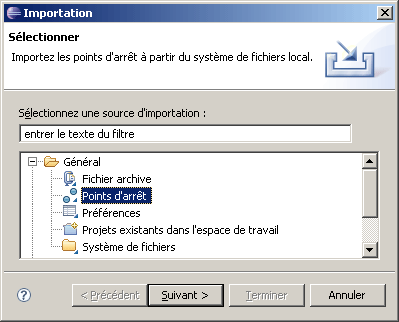 Importation
Sélectionner
Importez les points d'arrêt à partir du système de fichiers local.
Sélectionnez une source d'importation :
entrer le texte du filtre
Général
Fichier archive
Points d'arrêt
Préférences
Projets existants dans l'espace de travail
Système de fichiers
? < Précédent Suivant > Terminer Annuler